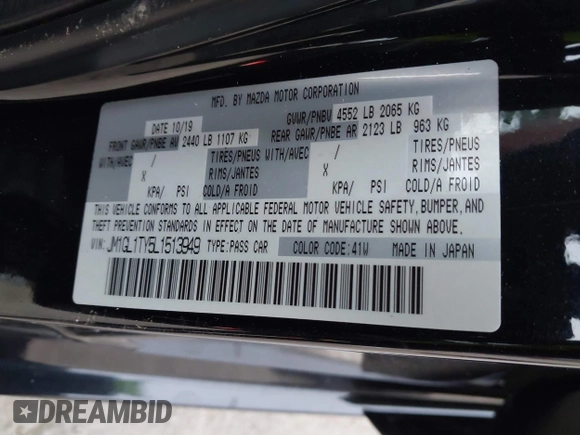 MFD. BY MAZDA MOTOR CORPORATION
DATE 10/19 GVWR/PNBV 4552 LB 2065 KG
FRONT GAWR/PNBE AV 2440 LB 1107 KG REAR GAWR/PNBE AR 2123 LB 963 KG
WITH/AVEC / TIRES/PNEUS WITH/AVEC / TIRES/PNEUS
X RIMS/JANTES X RIMS/JANTES
KPA/ PSI COLD/A FROID KPA/ PSI COLD/A FROID
THIS VEHICLE CONFORMS TO ALL APPLICABLE FEDERAL MOTOR VEHICLE SAFETY, BUMPER, AND
THEFT PREVENTION STANDARDS IN EFFECT ON THE DATE OF MANUFACTURE SHOWN ABOVE.
VIN: JM1GL1TY5L1513949 TYPE:PASS CAR COLOR CODE:41W MADE IN JAPAN
DREAMBID